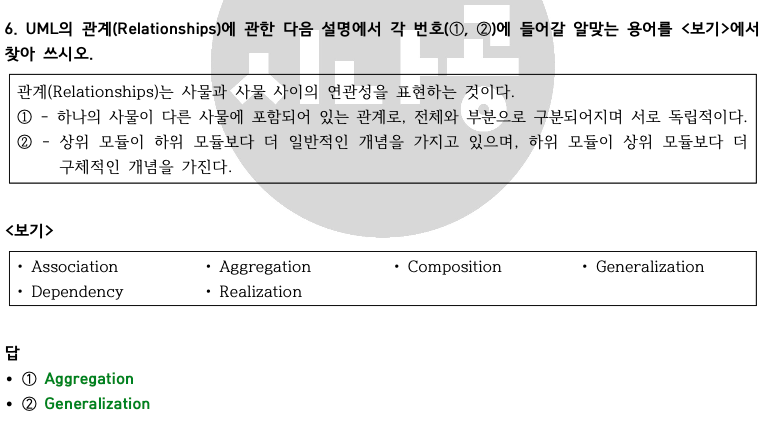 6. UML의 관계(Relationships)에 관한 다음 설명에서 각 번호(①, ②)에 들어갈 알맞는 용어를 <보기>에서
찾아 쓰시오.
관계(Relationships)는 사물과 사물 사이의 연관성을 표현하는 것이다.
① - 하나의 사물이 다른 사물에 포함되어 있는 관계로, 전체와 부분으로 구분되어지며 서로 독립적이다.
② - 상위 모듈이 하위 모듈보다 더 일반적인 개념을 가지고 있으며, 하위 모듈이 상위 모듈보다 더
구체적인 개념을 가진다.
<보기>
• Association • Aggregation • Composition • Generalization
• Dependency • Realization
답
• ① Aggregation
• ② Generalization